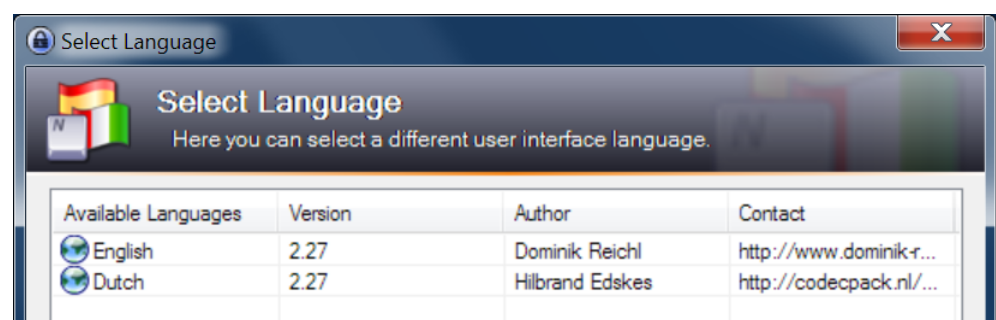 Select Language
Select Language
Here you can select a different user interface language.
Available Languages Version Author Contact
English 2.27 Dominik Reichl http://www.dominik-r...
Dutch 2.27 Hilbrand Edskes http://codecpack.nl/...